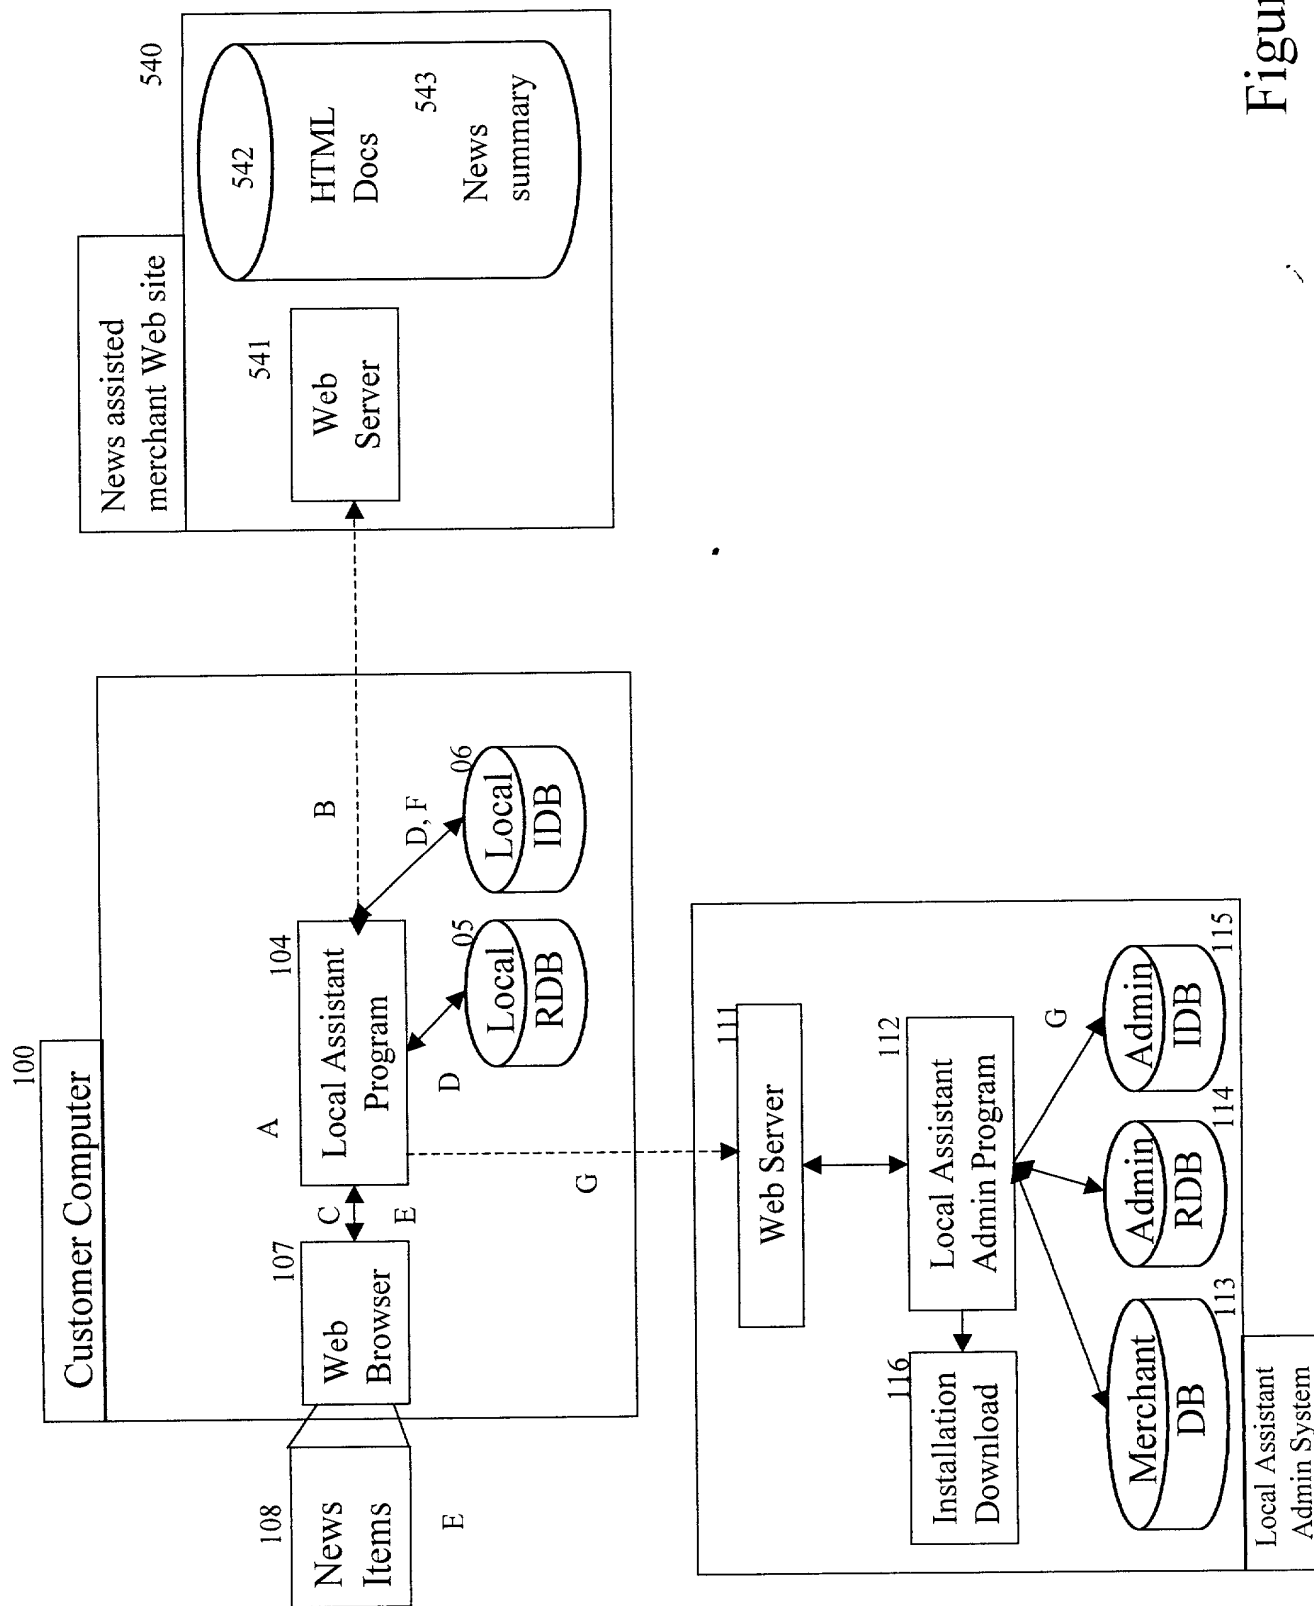 100
Customer Computer
A
108
News
Items
E
107
Web
Browser
C
E
104
Local Assistant
Program
B
D
D, F
05
Local
RDB
06
Local
IDB
G
News assisted
merchant Web site
540
541
Web
Server
542
HTML
Docs
543
News
summary
111
Web Server
112
Local Assistant
Admin Program
116
Installation
Download
G
Merchant
DB
113
Admin
RDB
114
Admin
IDB
115
Local Assistant
Admin System